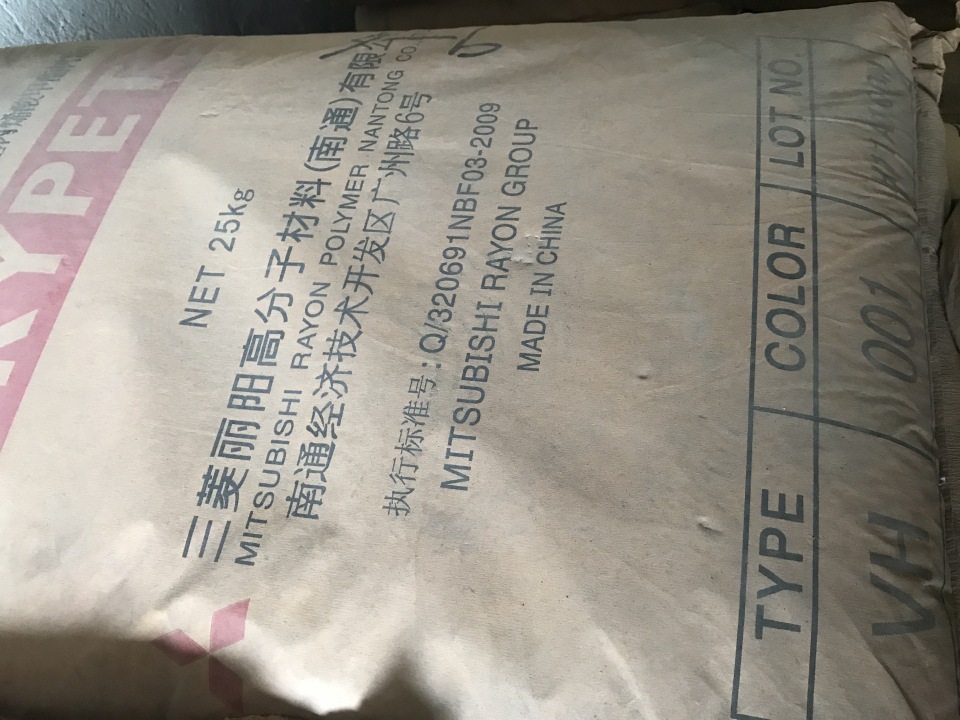 RYPET
NET 25kg
三菱丽阳高分子材料(南通)有限公
MITSUBISHI RAYON POLYMER NANTONG CO
南通经济技术开发区广州路6号
执行标准号:Q/320691NBF03-2009
MITSUBISHI RAYON GROUP
MADE IN CHINA
TYPE COLOR LOT NO.
VH 001